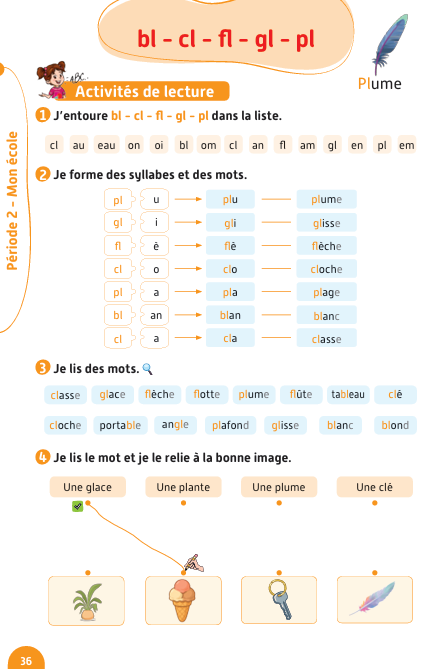 bl - cl - fl - gl - pl
Plume
ABC
Activités de lecture
Période 2 - Mon école
1 J'entoure bl - cl - fl - gl - pl dans la liste.
cl au eau on oi bl om cl an fl am gl en pl em
2 Je forme des syllabes et des mots.
pl u plu plume
gl i gli glisse
fl è flè flèche
cl o clo cloche
pl a pla plage
bl an blan blanc
cl a cla classe
3 Je lis des mots.
classe glace flèche flotte plume flûte tableau clé
cloche portable angle plafond glisse blanc blond
4 Je lis le mot et je le relie à la bonne image.
Une glace Une plante Une plume Une clé
36